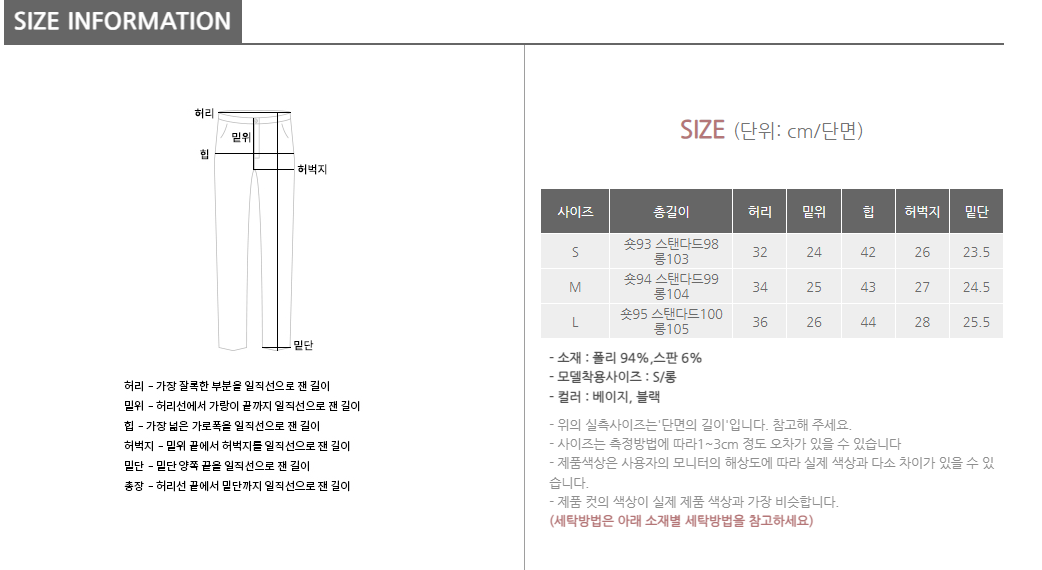 SIZE INFORMATION
허리
밑위
힙
허벅지
밑단
허리 - 가장 잘록한 부분을 일직선으로 잰 길이
밑위 - 허리선에서 가랑이 끝까지 일직선으로 잰 길이
힙 - 가장 넓은 가로폭을 일직선으로 잰 길이
허벅지 - 밑위 끝에서 허벅지를 일직선으로 잰 길이
밑단 - 밑단 양쪽 끝을 일직선으로 잰 길이
총장 - 허리선 끝에서 밑단까지 일직선으로 잰 길이
SIZE (단위: cm/단면)
사이즈 총길이 허리 밑위 힙 허벅지 밑단
S 숏93 스탠다드98 롱103 32 24 42 26 23.5
M 숏94 스탠다드99 롱104 34 25 43 27 24.5
L 숏95 스탠다드100 롱105 36 26 44 28 25.5
- 소재 : 폴리 94%,스판 6%
- 모델착용사이즈 : S/롱
- 컬러 : 베이지, 블랙
- 위의 실측사이즈는'단면의 길이'입니다. 참고해 주세요.
- 사이즈는 측정방법에 따라1~3cm 정도 오차가 있을 수 있습니다
- 제품색상은 사용자의 모니터의 해상도에 따라 실제 색상과 다소 차이가 있을 수 있
습니다.
- 제품 컷의 색상이 실제 제품 색상과 가장 비슷합니다.
(세탁방법은 아래 소재별 세탁방법을 참고하세요)